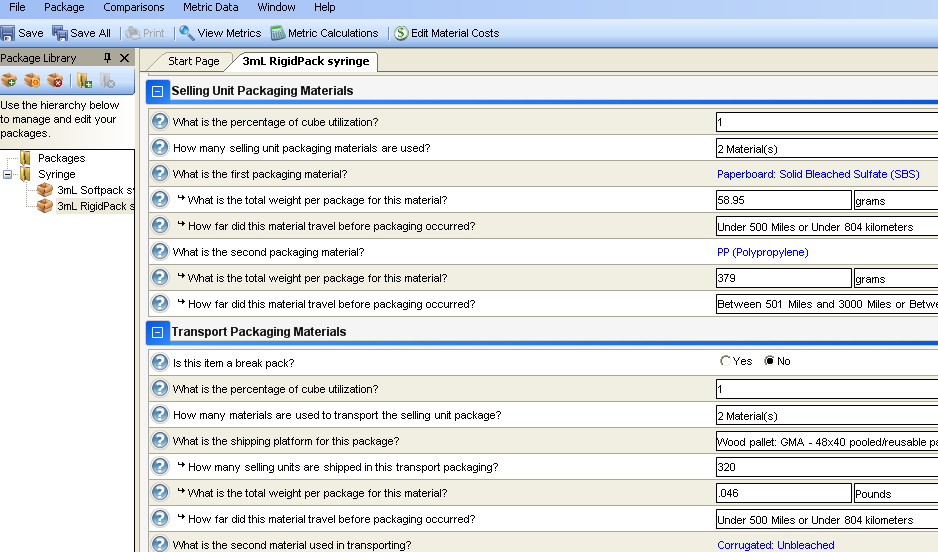 File Package Comparisons Metric Data Window Help
Save Save All Print View Metrics Metric Calculations $ Edit Material Costs
Package Library
Start Page 3mL RigidPack syringe
Use the hierarchy below
to manage and edit your
packages.
Packages
Syringe
3mL Softpack sy
3mL RigidPack s
Selling Unit Packaging Materials
What is the percentage of cube utilization? 1
How many selling unit packaging materials are used? 2 Material(s)
What is the first packaging material? Paperboard: Solid Bleached Sulfate (SBS)
What is the total weight per package for this material? 58.95 grams
How far did this material travel before packaging occurred? Under 500 Miles or Under 804 kilometers
What is the second packaging material? PP (Polypropylene)
What is the total weight per package for this material? 379 grams
How far did this material travel before packaging occurred? Between 501 Miles and 3000 Miles or Betwe
Transport Packaging Materials
Is this item a break pack? Yes No
What is the percentage of cube utilization? 1
How many materials are used to transport the selling unit package? 2 Material(s)
What is the shipping platform for this package? Wood pallet: GMA - 48x40 pooled/reusable pa
How many selling units are shipped in this transport packaging? 320
What is the total weight per package for this material? .046 Pounds
How far did this material travel before packaging occurred? Under 500 Miles or Under 804 kilometers
What is the second material used in transporting? Corrugated: Unbleached